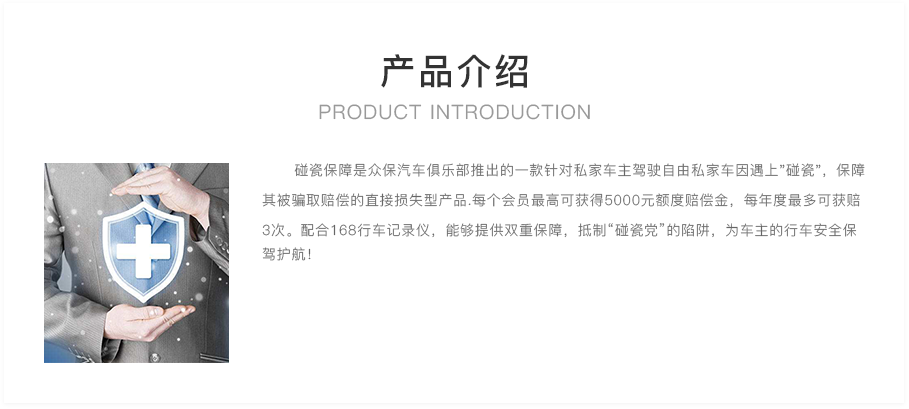 产品介绍
PRODUCT INTRODUCTION
碰瓷保障是众保汽车俱乐部推出的一款针对私家车主驾驶自由私家车因遇上”碰瓷”，保障
其被骗取赔偿的直接损失型产品.每个会员最高可获得5000元额度赔偿金，每年度最多可获赔
3次。配合168行车记录仪，能够提供双重保障，抵制“碰瓷党”的陷阱，为车主的行车安全保
驾护航！